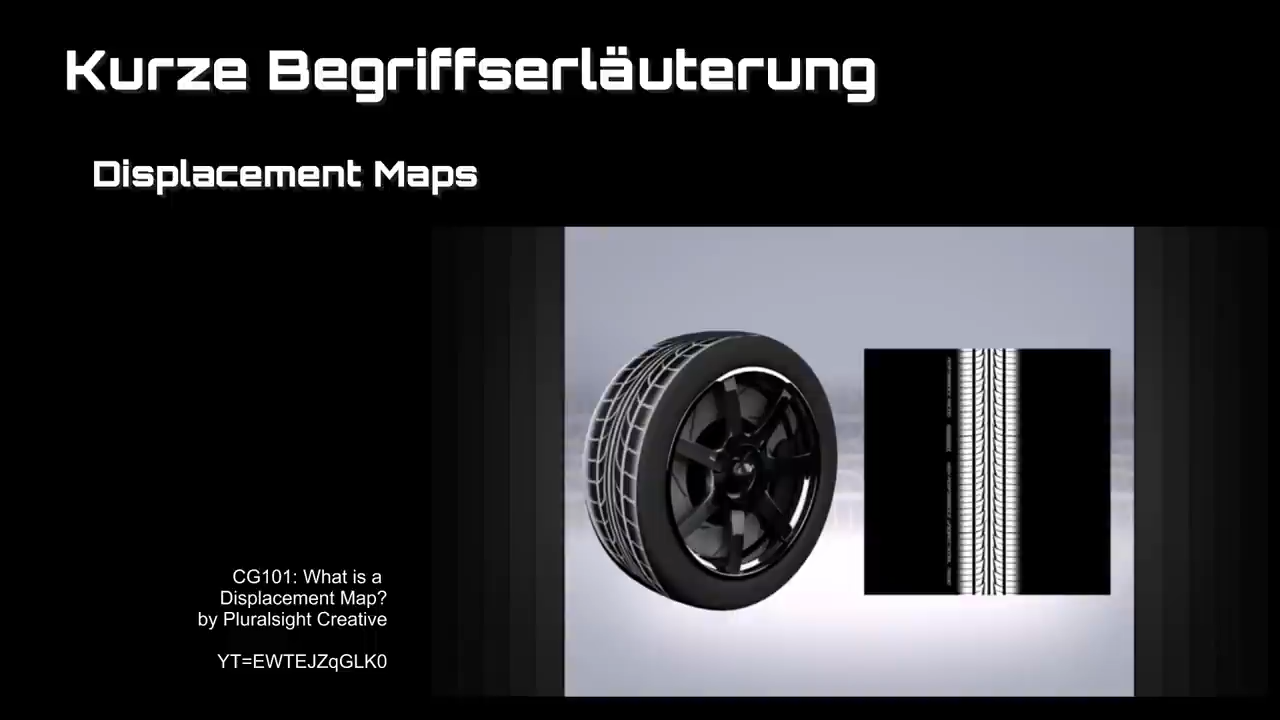 Kurze Begriffserläuterung
Displacement Maps
CG101: What is a
Displacement Map?
by Pluralsight Creative
YT=EWTEJZqGLK0